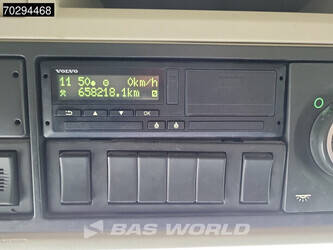 70294468
VOLVO
11 50 0km/h
658218.1km
OK
BAS WORLD